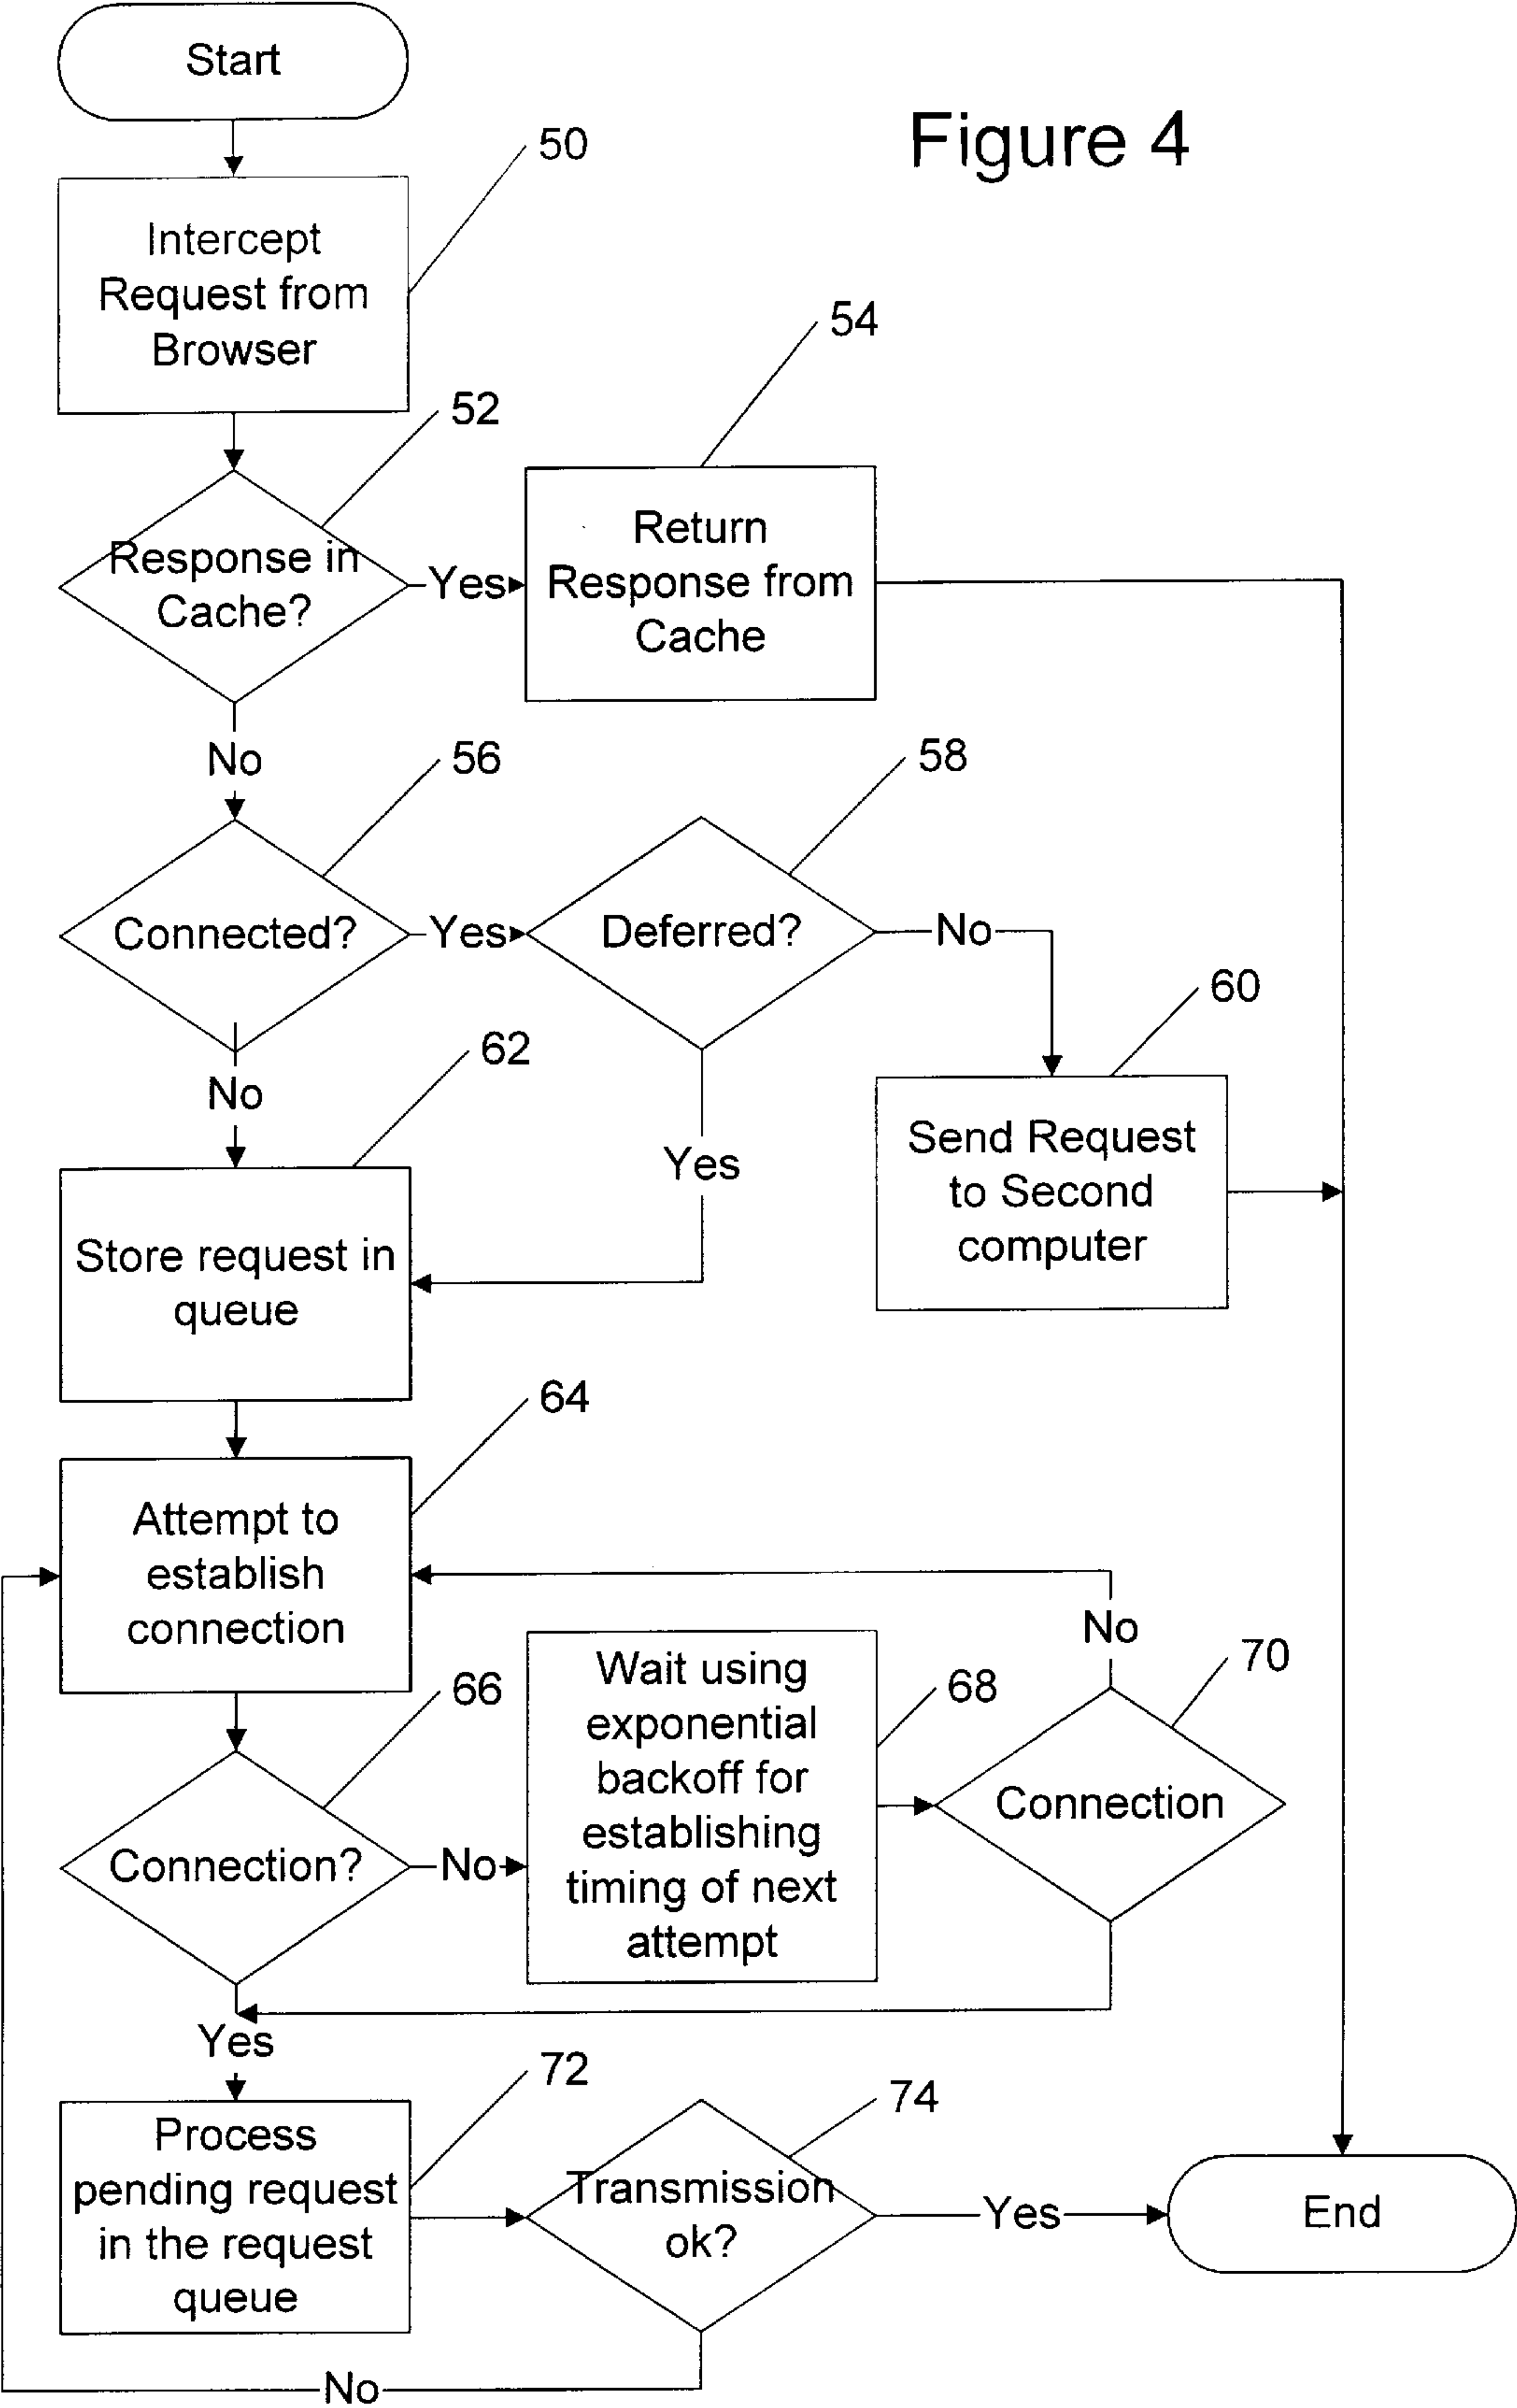 Start
Figure 4
50
Intercept
Request from
Browser
52
54
Response in
Cache?
Yes
Return
Response from
Cache
No
56
58
Connected?
Yes
Deferred?
No
60
No
62
Yes
Send Request
to Second
computer
Store request in
queue
64
Attempt to
establish
connection
No
70
66
Wait using
exponential
backoff for
establishing
timing of next
attempt
68
Connection
Connection?
No
Yes
72
74
Process
pending request
in the request
queue
Transmission
ok?
Yes
End
No